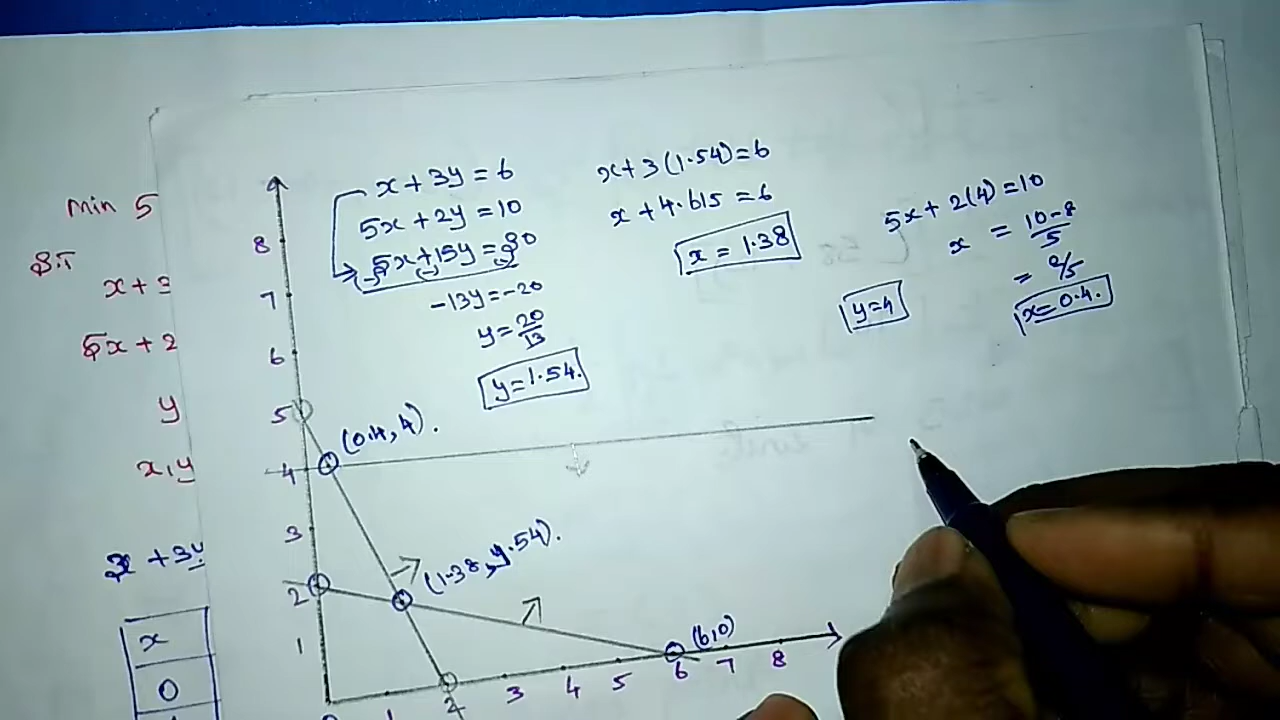 min 5
S.T
x + 3
5x + 2
y
x, y
x + 3y
x
0
x + 3y = 6
5x + 2y = 10
5x + 15y = 30
-13y = -20
y = 20/13
y = 1.54.
x + 3(1.54) = 6
x + 4.615 = 6
x = 1.38
5x + 2(4) = 10
x = 10-8/5
= 2/5
x = 0.4.
y = 4
8
7
6
5
4
3
2
1
(0.4, 4).
(1.38, 1.54).
(6,0)
2 3 4 5 6 7 8